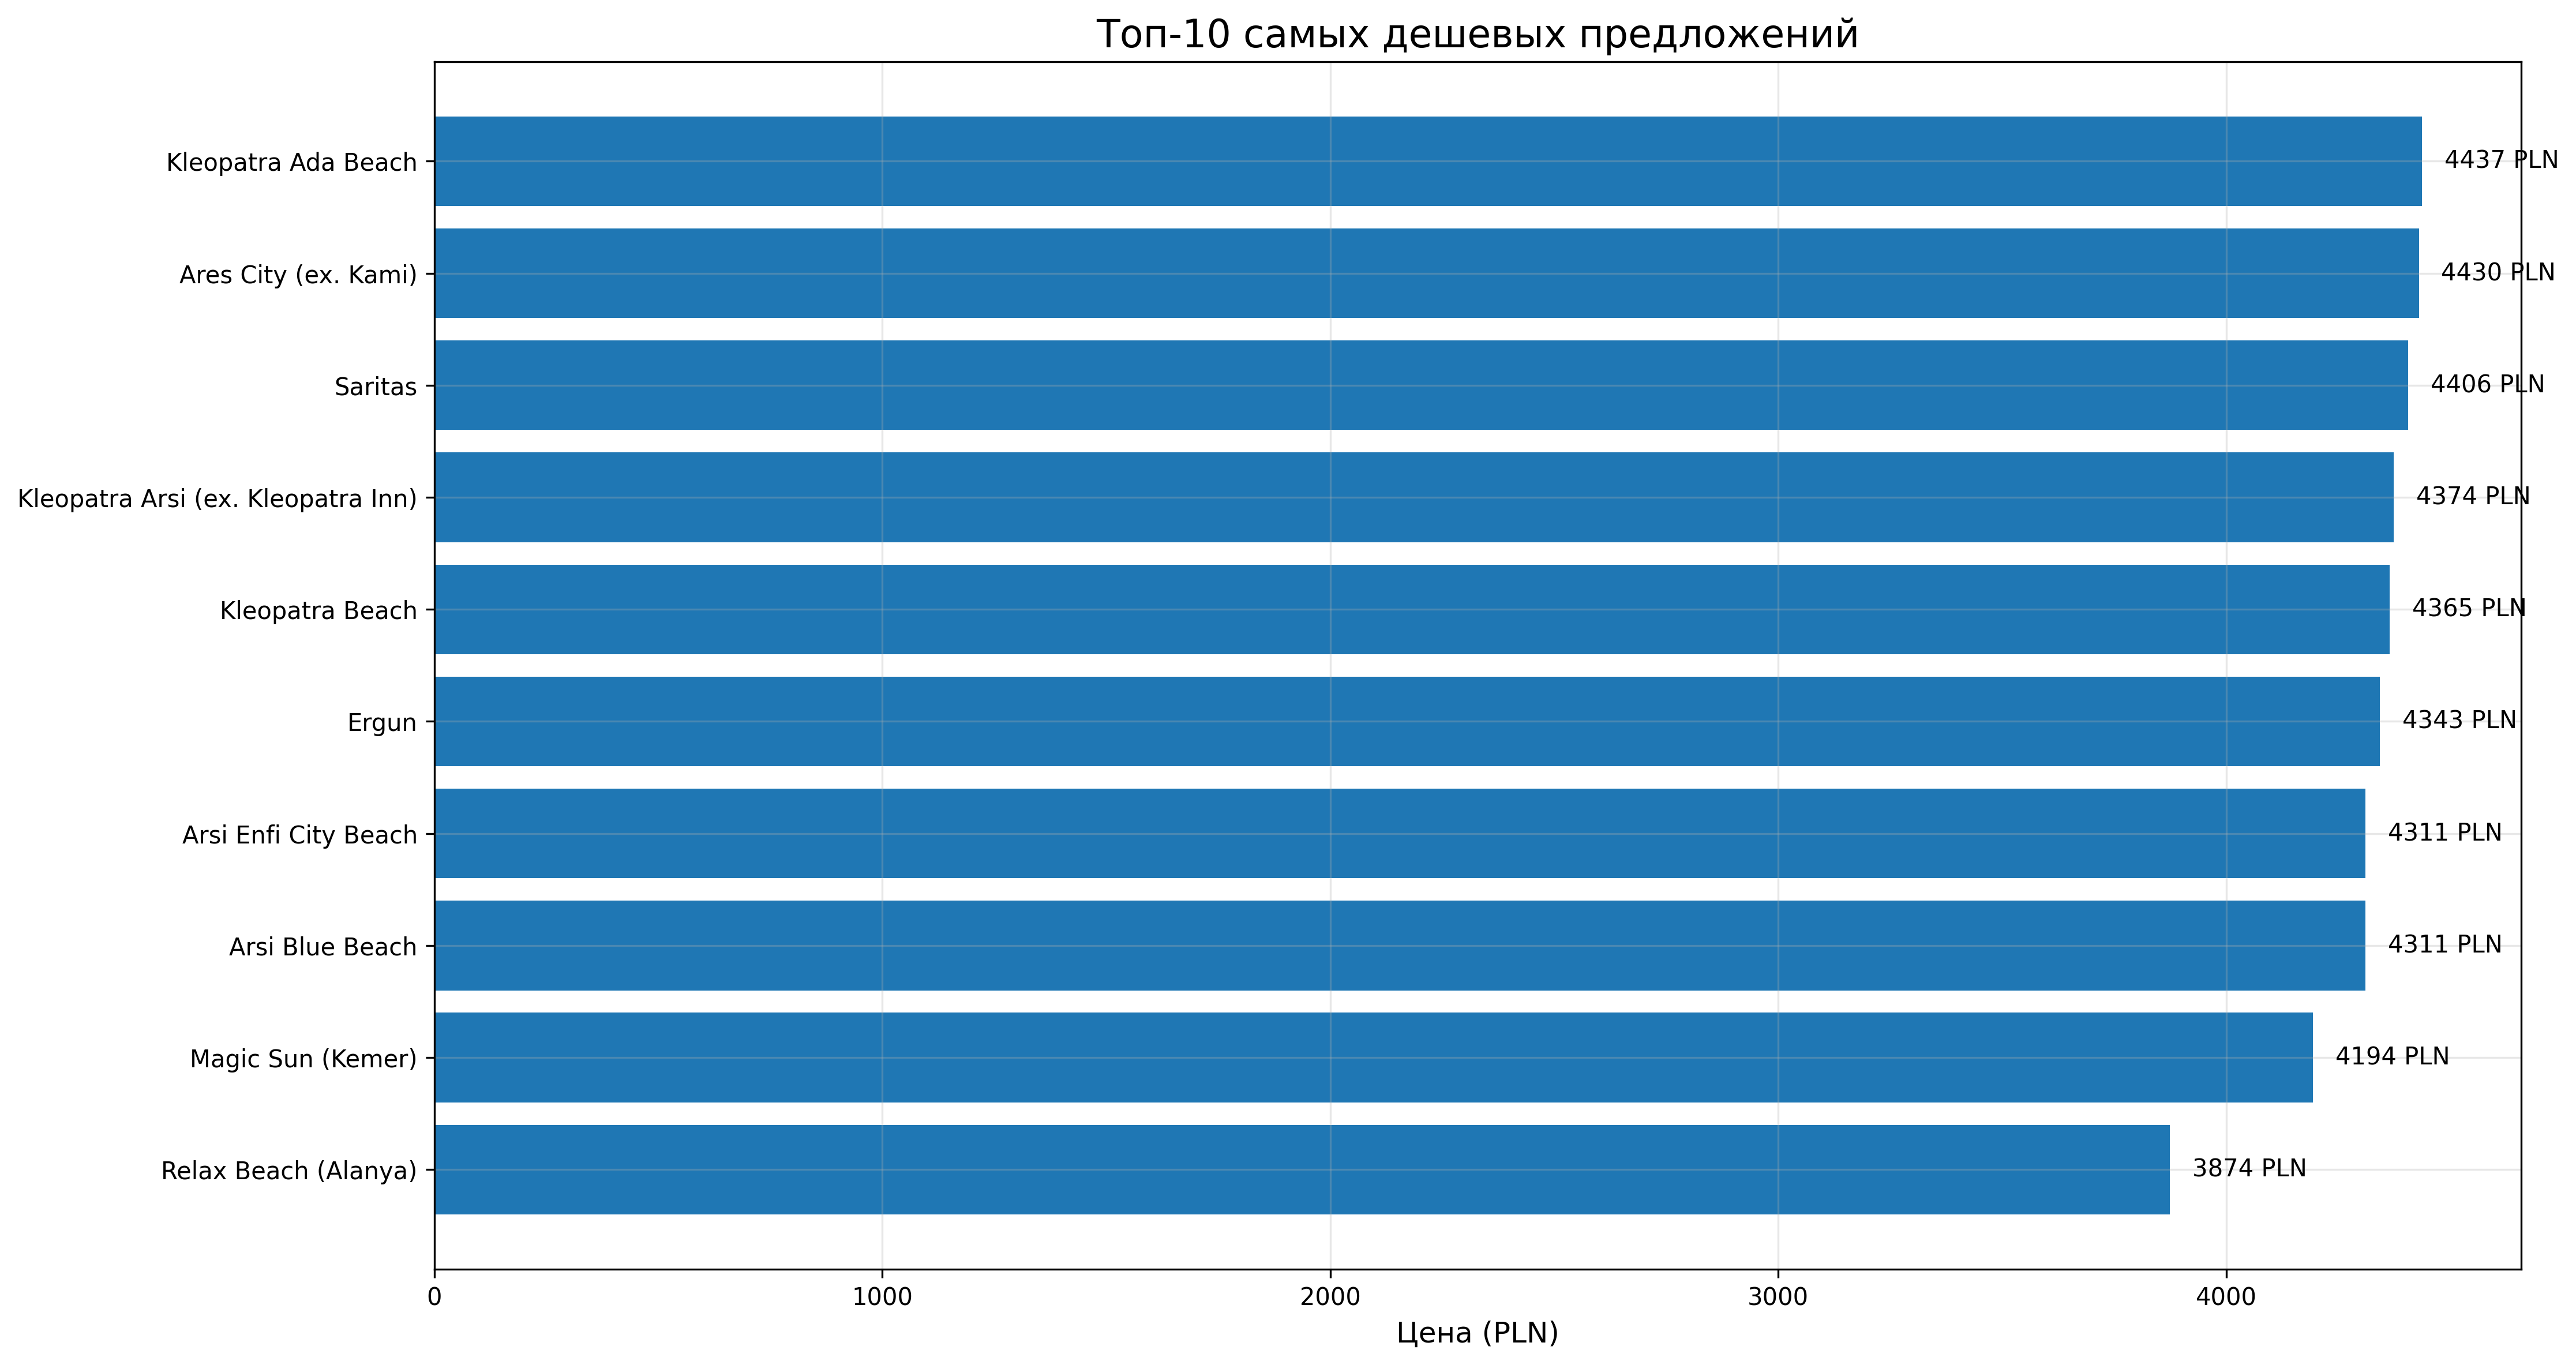 Топ-10 самых дешевых предложений
Kleopatra Ada Beach
4437 PLN
Ares City (ex. Kami)
4430 PLN
Saritas
4406 PLN
Kleopatra Arsi (ex. Kleopatra Inn)
4374 PLN
Kleopatra Beach
4365 PLN
Ergun
4343 PLN
Arsi Enfi City Beach
4311 PLN
Arsi Blue Beach
4311 PLN
Magic Sun (Kemer)
4194 PLN
Relax Beach (Alanya)
3874 PLN
0 1000 2000 3000 4000
Цена (PLN)